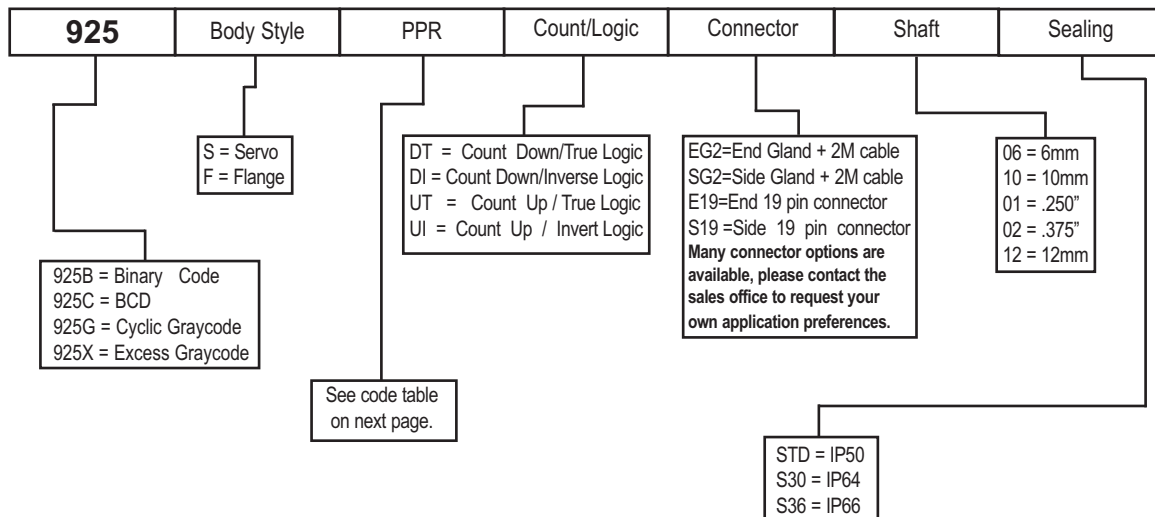 925 Body Style PPR Count/Logic Connector Shaft Sealing
S = Servo
F = Flange
DT = Count Down/True Logic
DI = Count Down/Inverse Logic
UT = Count Up / True Logic
UI = Count Up / Invert Logic
EG2=End Gland + 2M cable
SG2=Side Gland + 2M cable
E19=End 19 pin connector
S19 =Side 19 pin connector
Many connector options are
available, please contact the
sales office to request your
own application preferences.
06 = 6mm
10 = 10mm
01 = .250”
02 = .375”
12 = 12mm
925B = Binary Code
925C = BCD
925G = Cyclic Graycode
925X = Excess Graycode
See code table
on next page.
STD = IP50
S30 = IP64
S36 = IP66